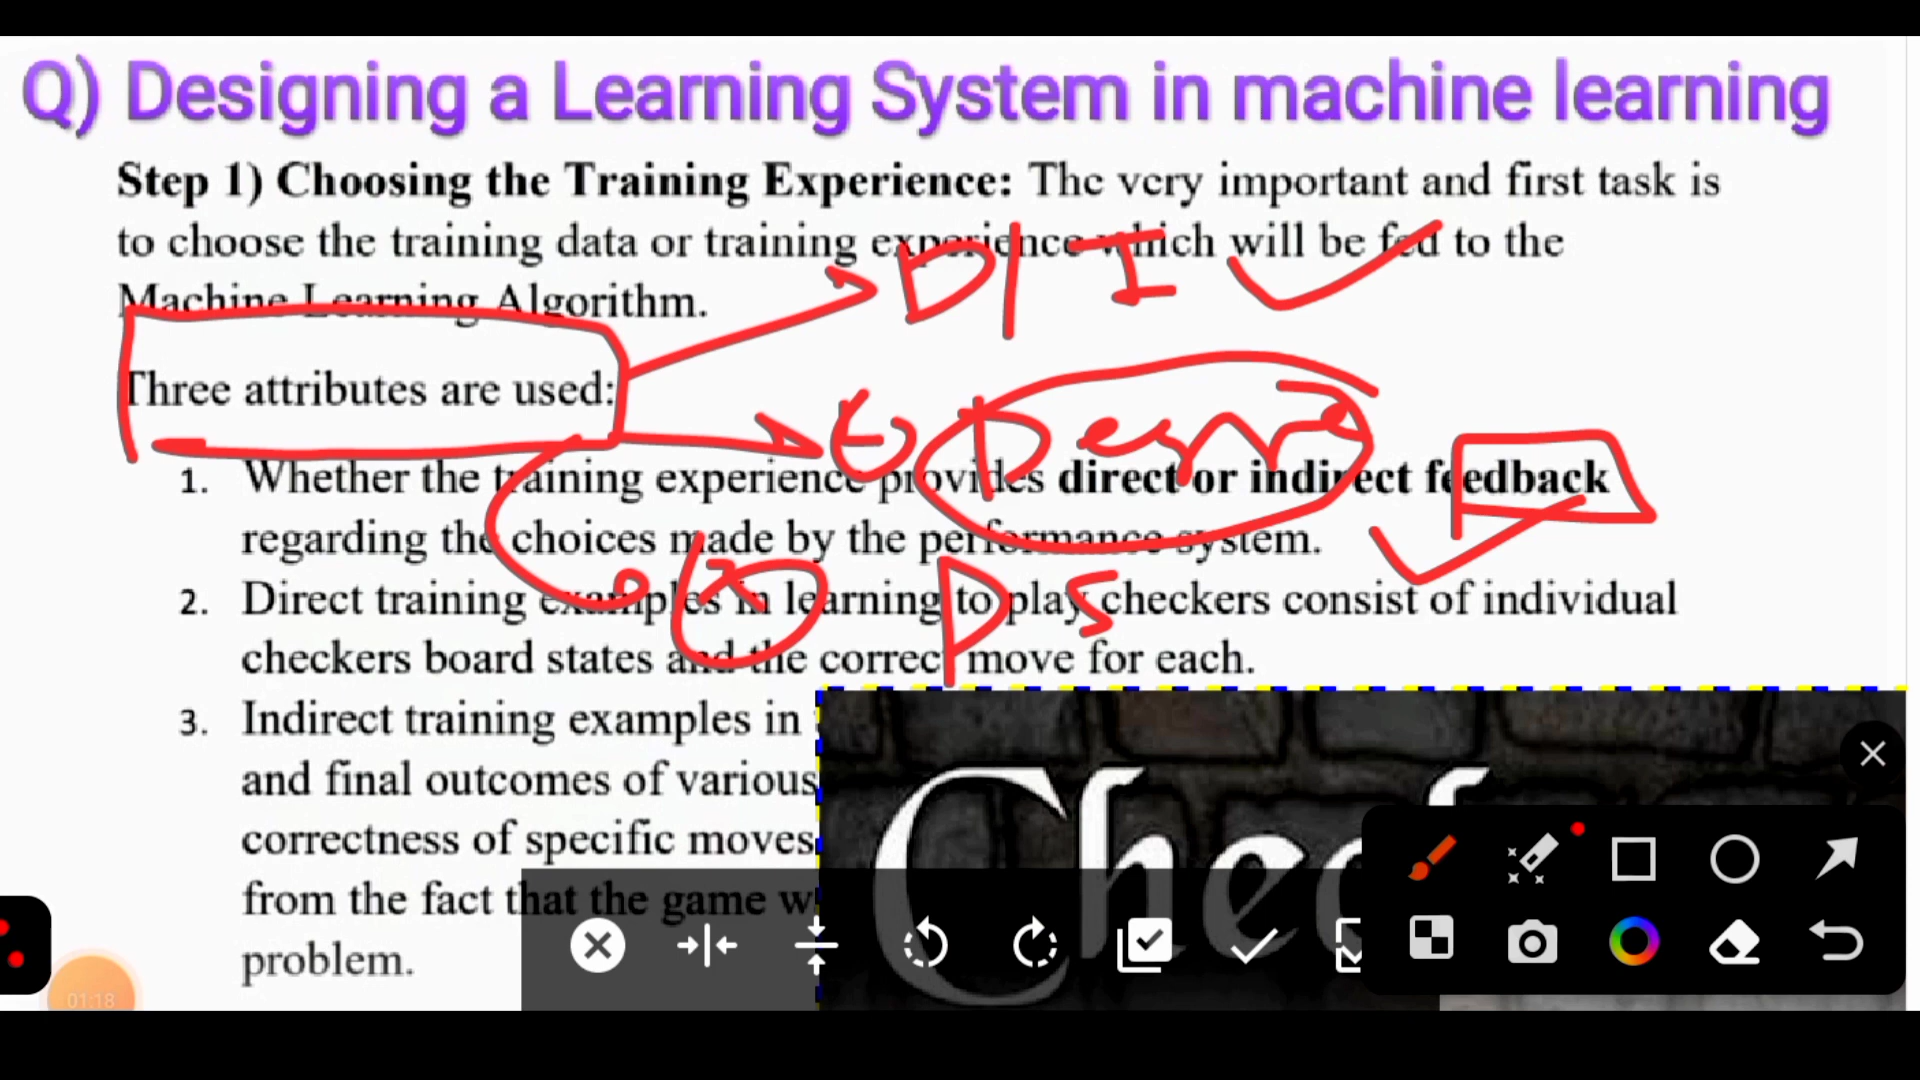 Q) Designing a Learning System in machine learning
Step 1) Choosing the Training Experience: The very important and first task is
to choose the training data or training experience which will be fed to the
Machine Learning Algorithm.
D/I
Three attributes are used:
1. Whether the training experience provides direct or indirect feedback
regarding the choices made by the performance system.
2. Direct training examples in learning to play checkers consist of individual
checkers board states and the correct move for each.
3. Indirect training examples in
and final outcomes of various
correctness of specific moves
from the fact that the game w
problem.
Chec
01:18